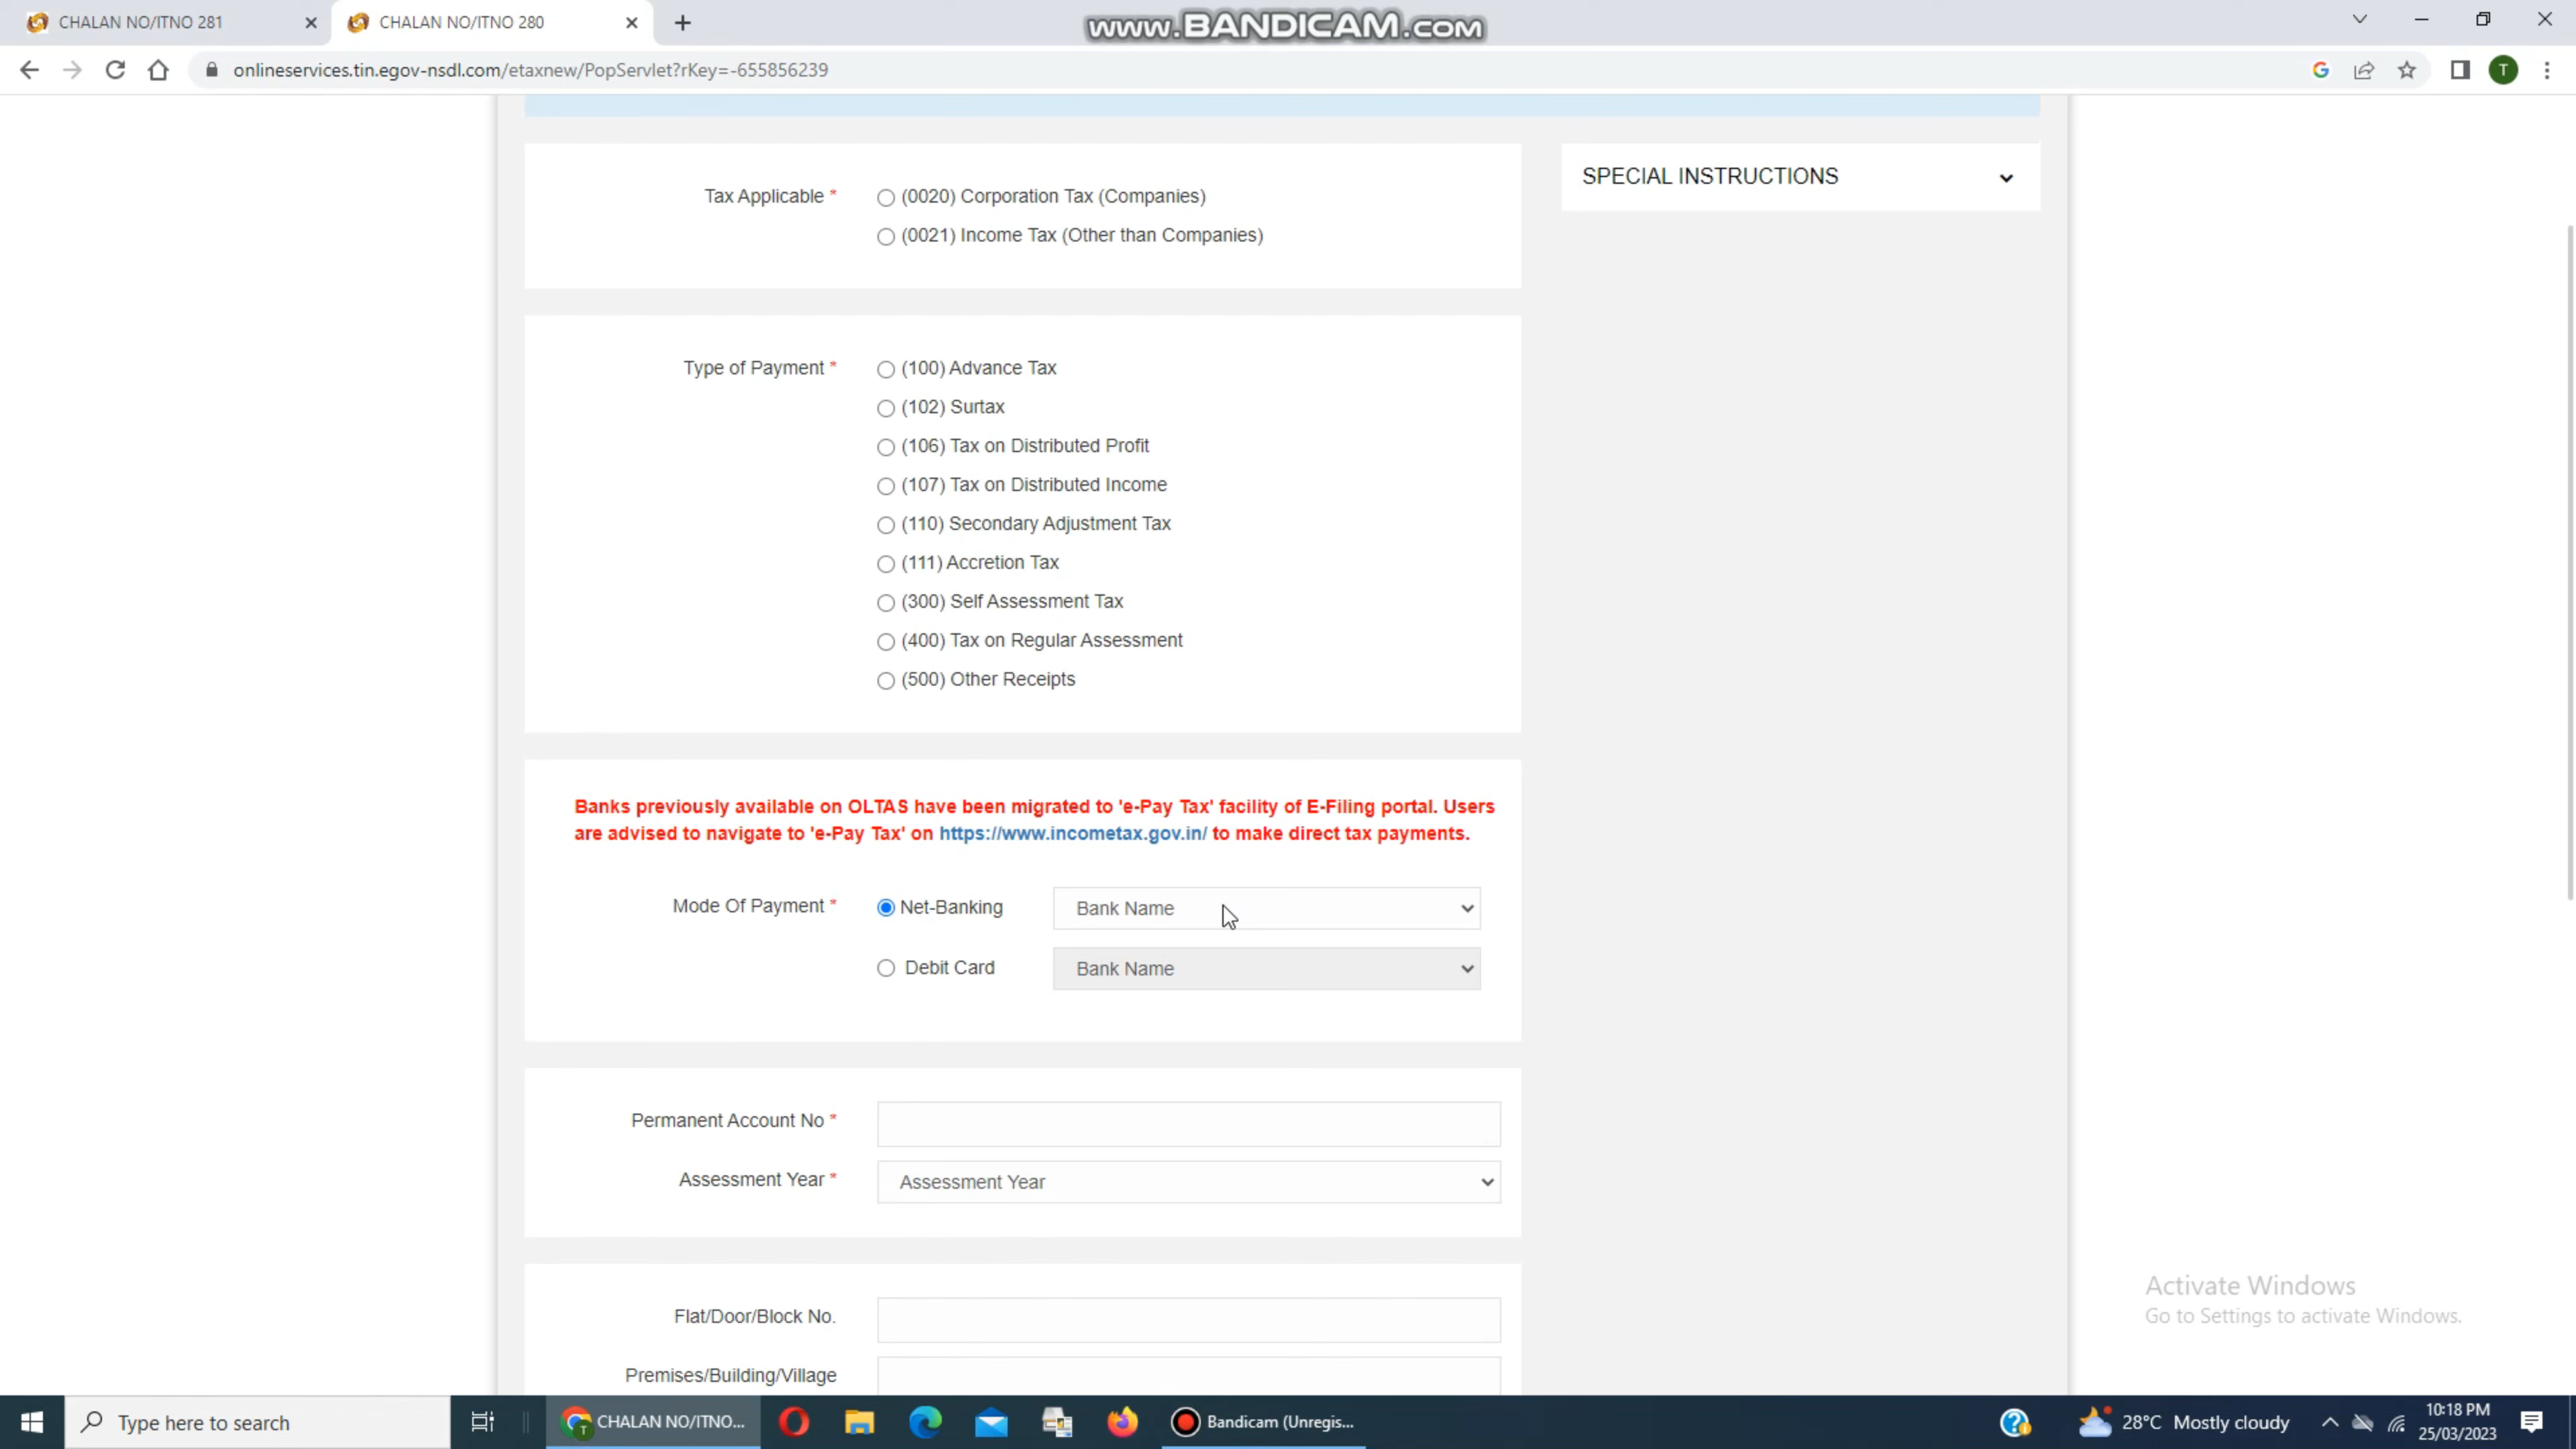 CHALAN NO/ITNO 281
CHALAN NO/ITNO 280
www.BANDICAM.com
onlineservices.tin.egov-nsdl.com/etaxnew/PopServlet?rKey=-655856239
T
SPECIAL INSTRUCTIONS
Tax Applicable *
(0020) Corporation Tax (Companies)
(0021) Income Tax (Other than Companies)
Type of Payment *
(100) Advance Tax
(102) Surtax
(106) Tax on Distributed Profit
(107) Tax on Distributed Income
(110) Secondary Adjustment Tax
(111) Accretion Tax
(300) Self Assessment Tax
(400) Tax on Regular Assessment
(500) Other Receipts
Banks previously available on OLTAS have been migrated to 'e-Pay Tax' facility of E-Filing portal. Users
are advised to navigate to 'e-Pay Tax' on https://www.incometax.gov.in/ to make direct tax payments.
Mode Of Payment * Net-Banking Bank Name
Debit Card Bank Name
Permanent Account No *
Assessment Year * Assessment Year
Flat/Door/Block No.
Premises/Building/Village
Activate Windows
Go to Settings to activate Windows.
Type here to search
CHALAN NO/ITNO...
Bandicam (Unregis...
28°C Mostly cloudy
10:18 PM
25/03/2023